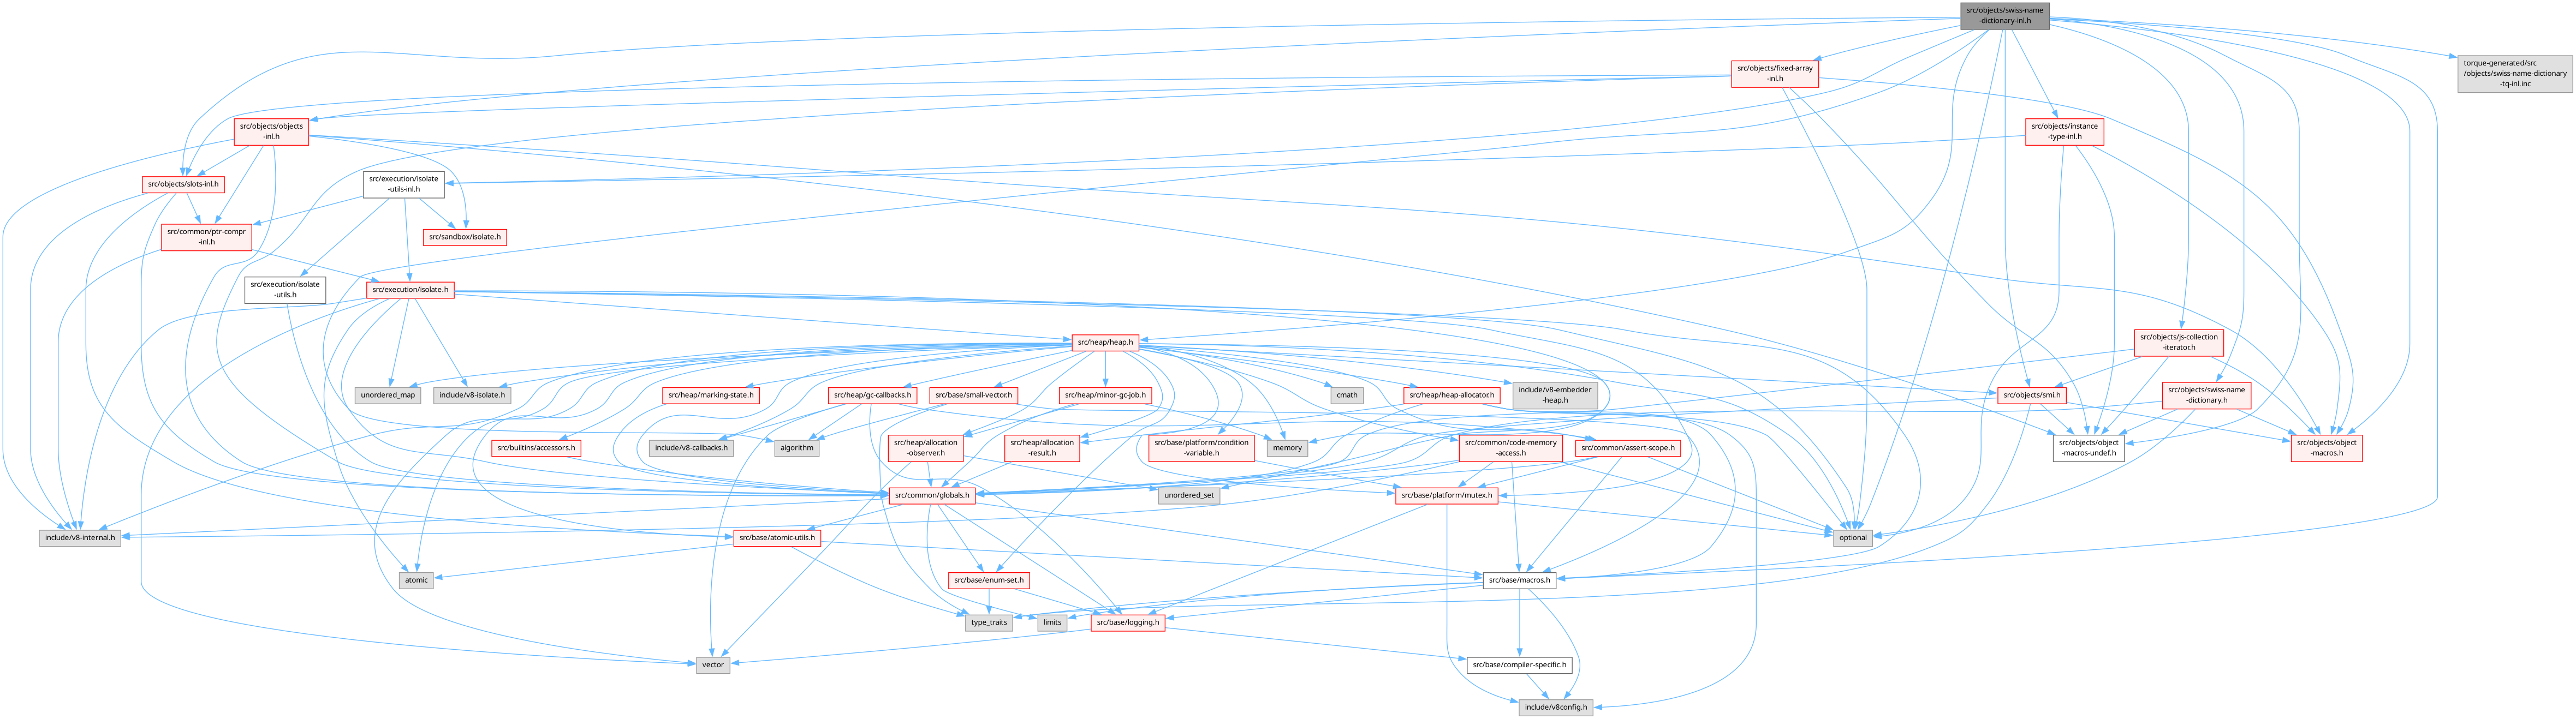 src/objects/swiss-name
-dictionary-inl.h
torque-generated/src
/objects/swiss-name-dictionary
-tq-inl.inc
src/objects/fixed-array
-inl.h
src/objects/objects
-inl.h
src/objects/instance
-type-inl.h
src/objects/slots-inl.h
src/execution/isolate
-utils-inl.h
src/common/ptr-compr
-inl.h
src/sandbox/isolate.h
src/execution/isolate
-utils.h
src/execution/isolate.h
src/heap/heap.h
src/objects/js-collection
-iterator.h
unordered_map
include/v8-isolate.h
src/heap/marking-state.h
src/heap/gc-callbacks.h
src/base/small-vector.h
src/heap/minor-gc-job.h
cmath
src/heap/heap-allocator.h
include/v8-embedder
-heap.h
src/objects/smi.h
src/objects/swiss-name
-dictionary.h
src/builtins/accessors.h
include/v8-callbacks.h
algorithm
src/heap/allocation
-observer.h
src/heap/allocation
-result.h
src/base/platform/condition
-variable.h
memory
src/common/code-memory
-access.h
src/common/assert-scope.h
src/objects/object
-macros-undef.h
src/objects/object
-macros.h
src/common/globals.h
unordered_set
src/base/platform/mutex.h
include/v8-internal.h
src/base/atomic-utils.h
optional
atomic
src/base/enum-set.h
src/base/macros.h
type_traits
limits
src/base/logging.h
vector
src/base/compiler-specific.h
include/v8config.h